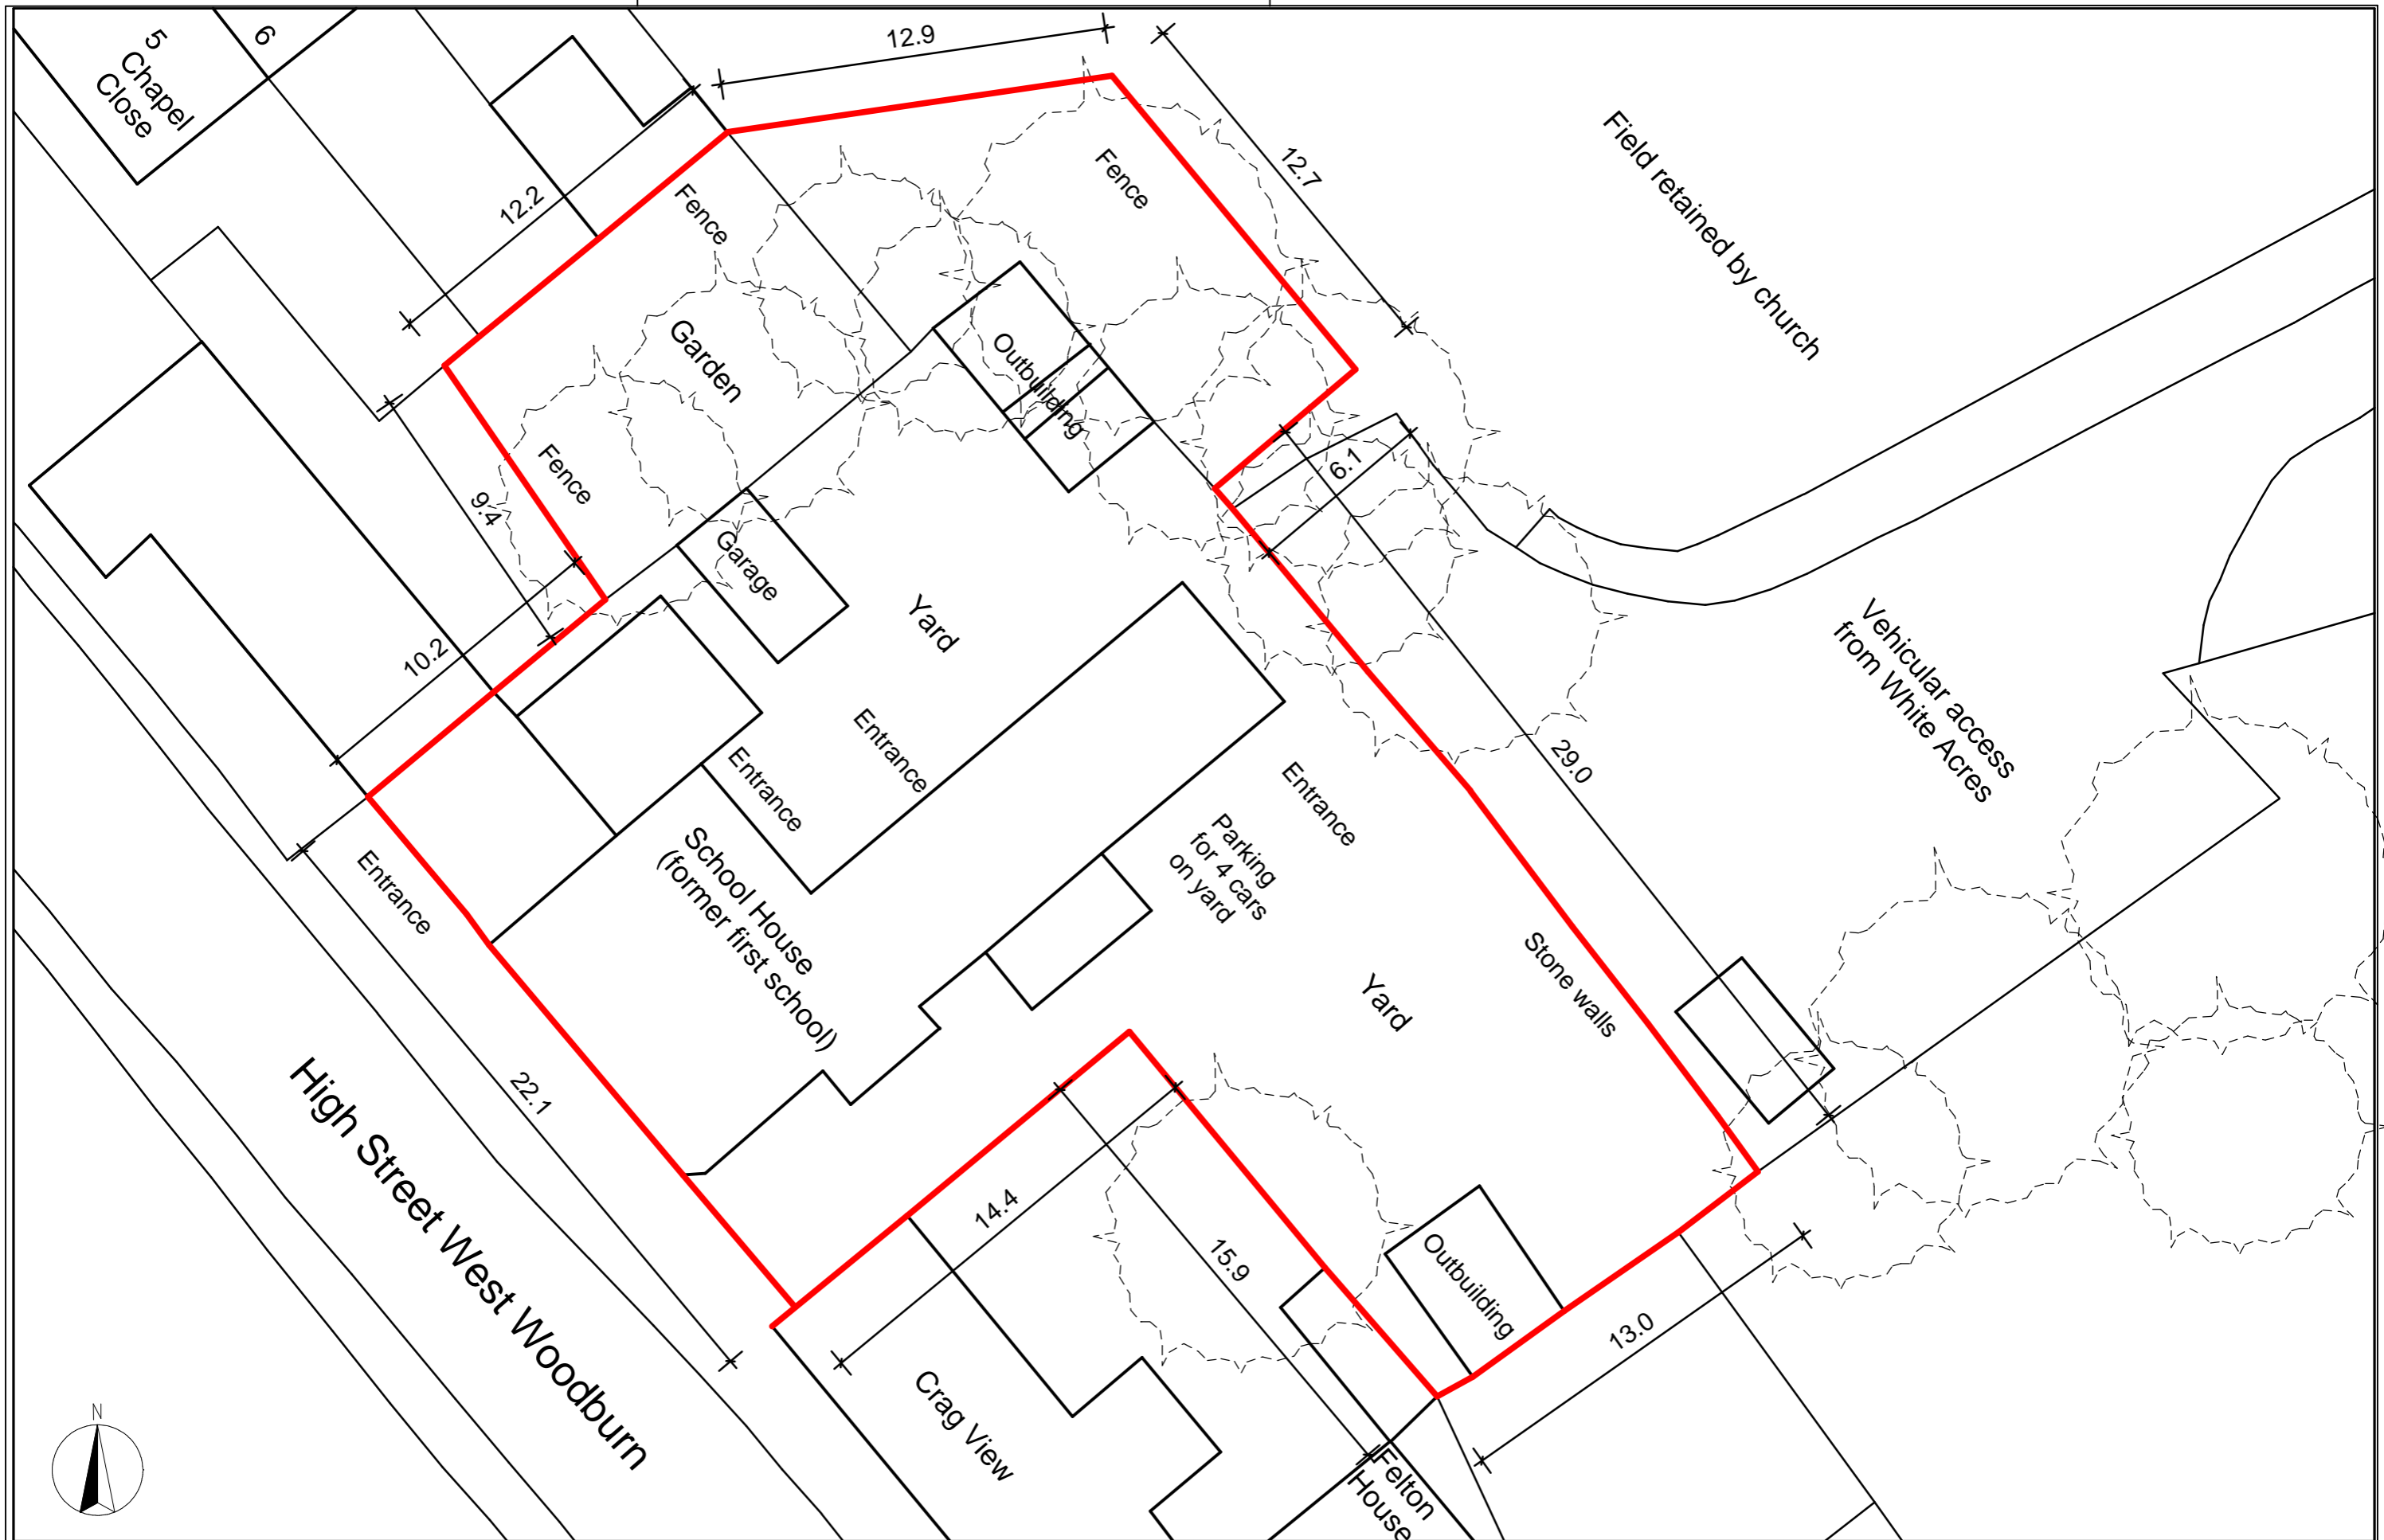 5
Chapel
Close
6
12.9
12.7
Field retained by church
12.2
Fence
Fence
Garden
Outbuilding
Fence
6.1
9.4
Garage
Yard
10.2
Vehicular access
from White Acres
29.0
Entrance
Entrance
Entrance
Entrance
School House
(former first school)
Parking
for 4 cars
on yard
Stone walls
Yard
22.1
High Street West Woodburn
14.4
15.9
Outbuilding
13.0
Crag View
Felton
House
N